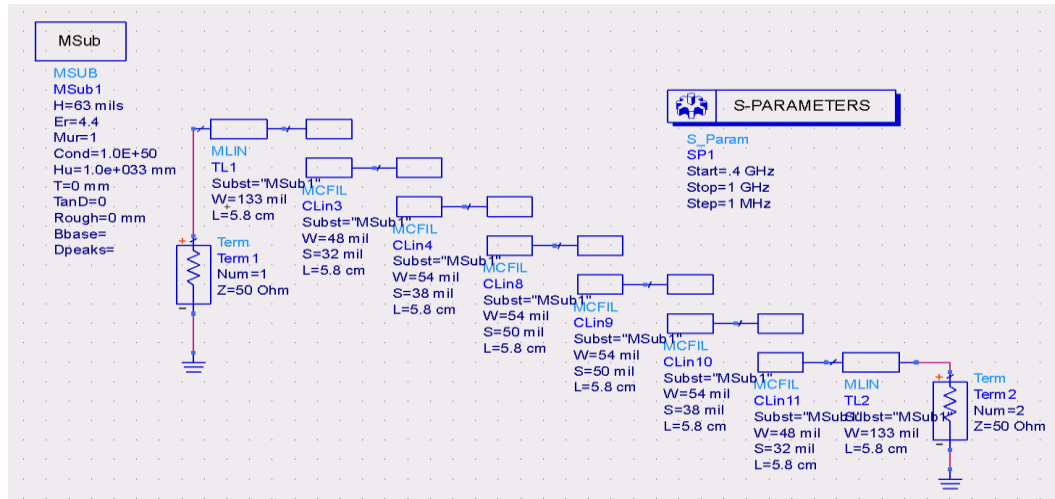 MSub
MSUB
MSub1
H=63 mils
Er=4.4
Mur=1
Cond=1.0E+50
Hu=1.0e+033 mm
T=0 mm
TanD=0
Rough=0 mm
Bbase=
Dpeaks=
MLIN
TL1
Subst="MSub1"
W=133 mil
L=5.8 cm
Term
Term1
Num=1
Z=50 Ohm
MCFIL
CLin3
Subst="MSub1"
W=48 mil
S=32 mil
L=5.8 cm
MCFIL
CLin4
Subst="MSub1"
W=54 mil
S=38 mil
L=5.8 cm
MCFIL
CLin8
Subst="MSub1"
W=54 mil
S=50 mil
L=5.8 cm
MCFIL
CLin9
Subst="MSub1"
W=54 mil
S=50 mil
L=5.8 cm
MCFIL
CLin10
Subst="MSub1"
W=54 mil
S=38 mil
L=5.8 cm
MCFIL
CLin11
Subst="MSub1"
W=48 mil
S=32 mil
L=5.8 cm
MLIN
TL2
Subst="MSub1"
W=133 mil
L=5.8 cm
Term
Term2
Num=2
Z=50 Ohm
S-PARAMETERS
S_Param
SP1
Start=.4 GHz
Stop=1 GHz
Step=1 MHz